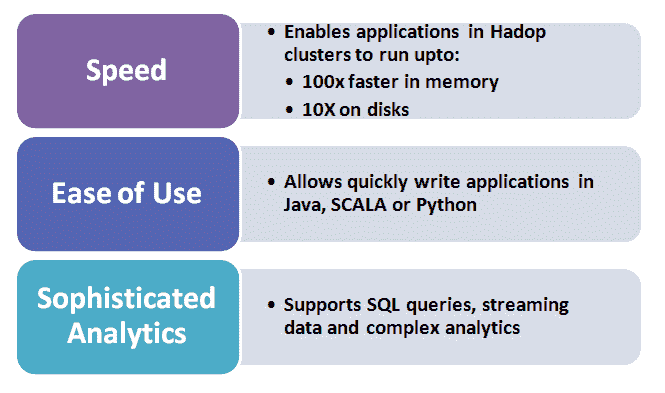 Speed
• Enables applications in Hadop
clusters to run upto:
• 100x faster in memory
• 10X on disks
Ease of Use
• Allows quickly write applications in
Java, SCALA or Python
Sophisticated
Analytics
• Supports SQL queries, streaming
data and complex analytics